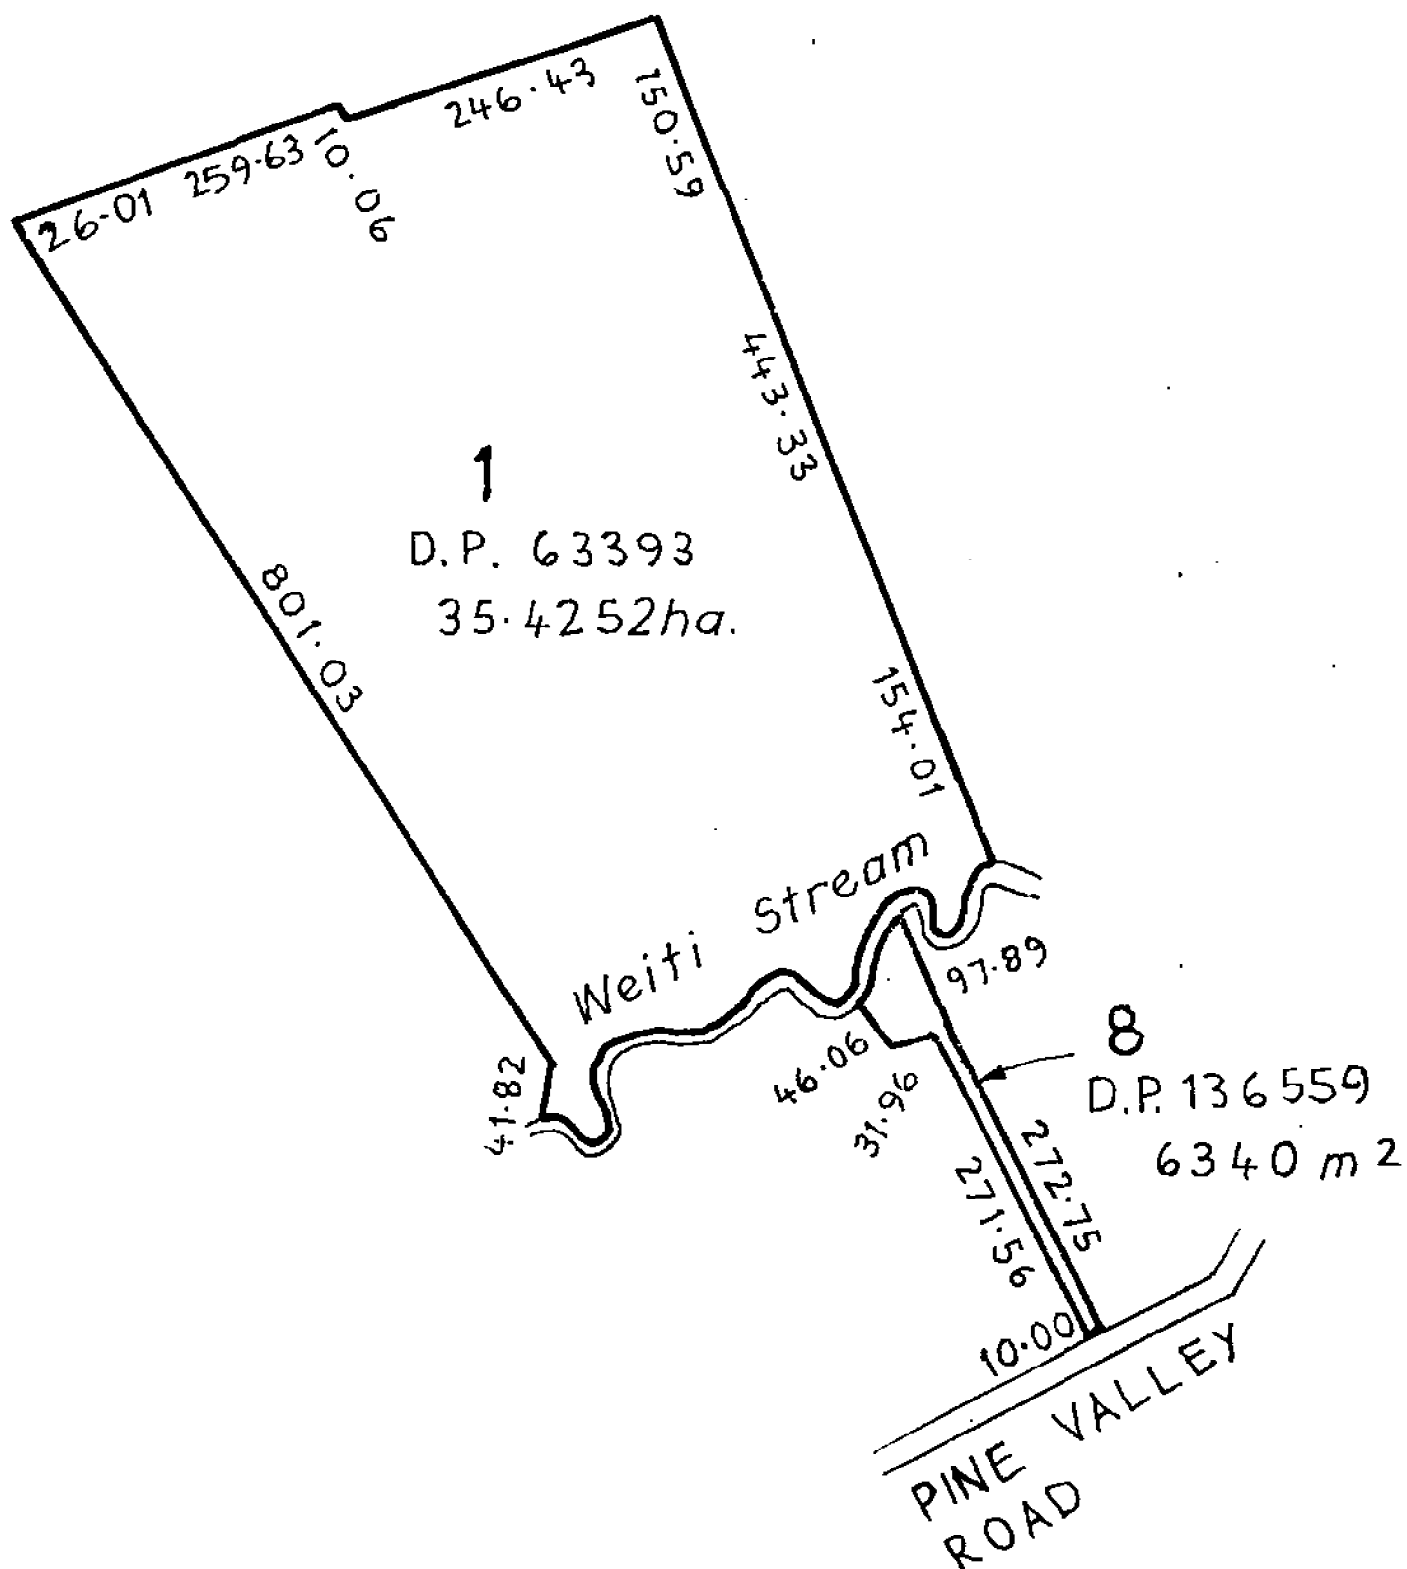 246·43
150·59
10·06
259·63
26·01
443·33
1
D.P. 63393
35·4252ha.
801·03
154·01
Weiti Stream
97·89
8
D.P. 136559
6340 m2
46·06
31·96
41·82
272·75
271·56
10·00
PINE VALLEY
ROAD